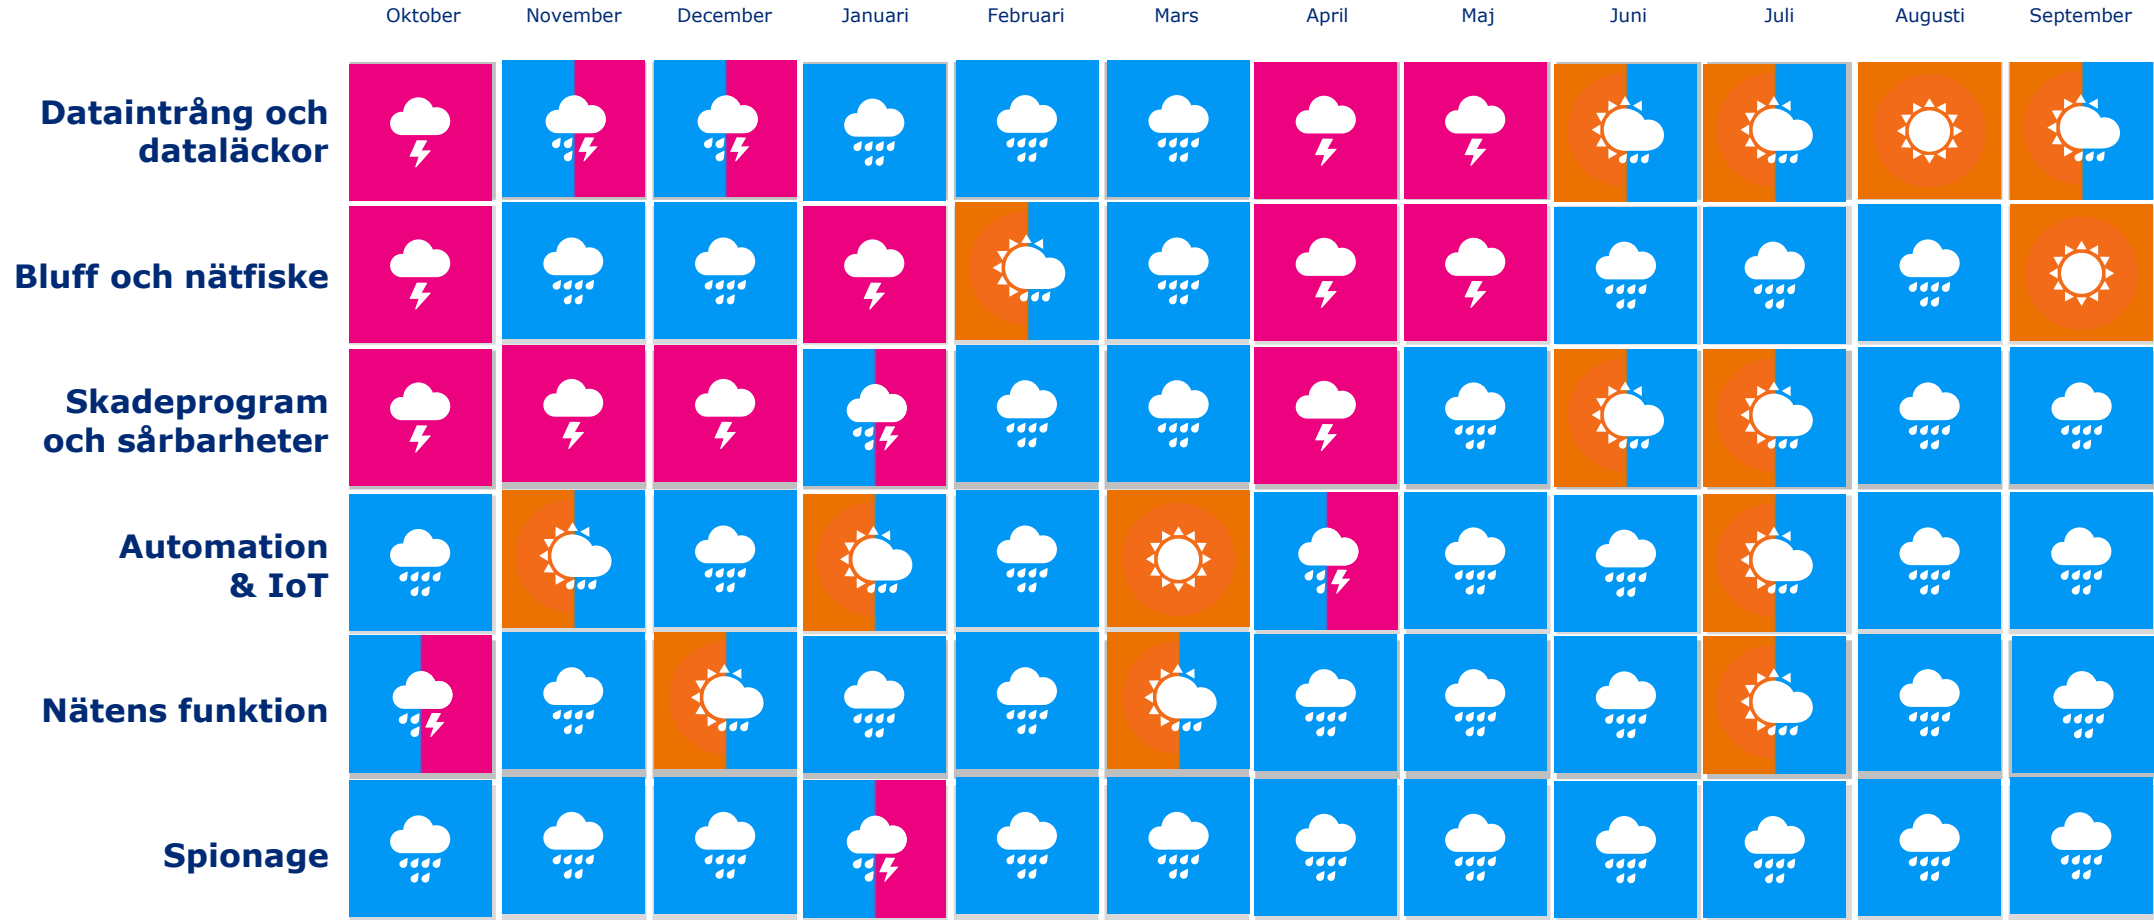 Oktober November December Januari Februari Mars April Maj Juni Juli Augusti September
Dataintrång och
dataläckor
Bluff och nätfiske
Skadeprogram
och sårbarheter
Automation
& IoT
Nätens funktion
Spionage